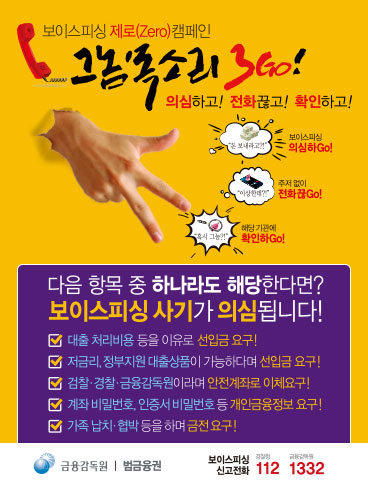 보이스피싱 제로(Zero)캠페인
그놈 목소리 3GO!
의심하고! 전화끊고! 확인하고!
"돈 보내라고?!"
보이스피싱
의심하Go!
"이상한데?!"
주저 없이
전화끊Go!
"혹시 그놈?!"
해당 기관에
확인하Go!
다음 항목 중 하나라도 해당한다면?
보이스피싱 사기가 의심됩니다!
대출 처리비용 등을 이유로 선입금 요구!
저금리, 정부지원 대출상품이 가능하다며 선입금 요구!
검찰·경찰·금융감독원이라며 안전계좌로 이체요구!
계좌 비밀번호, 인증서 비밀번호 등 개인금융정보 요구!
가족 납치·협박 등을 하며 금전 요구!
금융감독원 | 범금융권
보이스피싱
신고전화
경찰청
112
금융감독원
1332